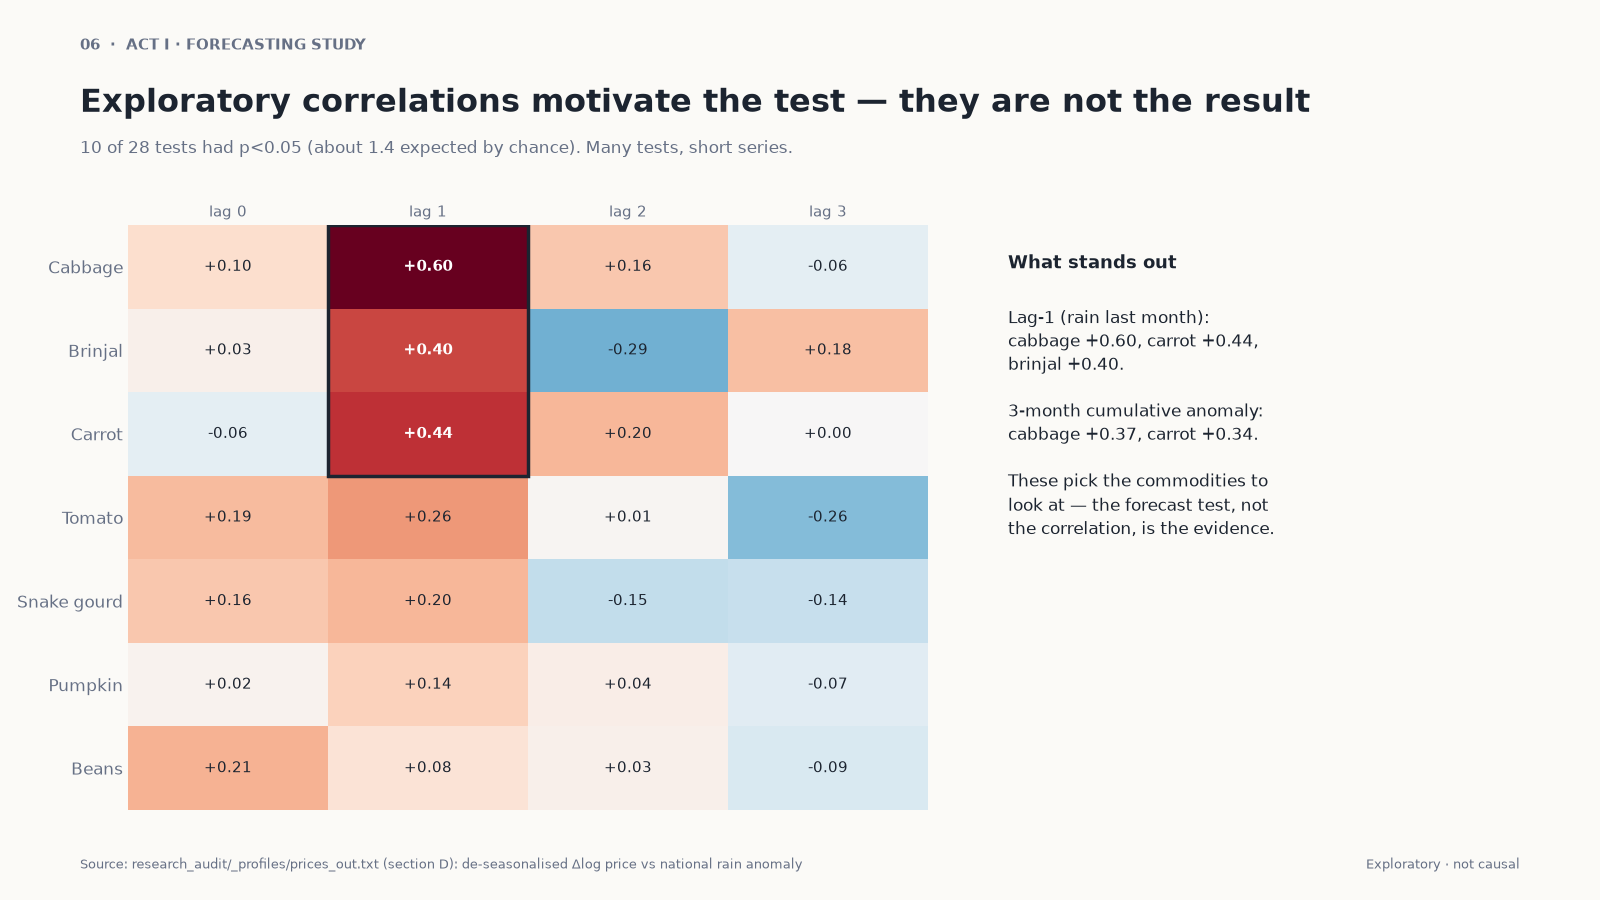 06 · ACT I · FORECASTING STUDY
Exploratory correlations motivate the test — they are not the result
10 of 28 tests had p<0.05 (about 1.4 expected by chance). Many tests, short series.
lag 0 lag 1 lag 2 lag 3
Cabbage +0.10 +0.60 +0.16 -0.06
Brinjal +0.03 +0.40 -0.29 +0.18
Carrot -0.06 +0.44 +0.20 +0.00
Tomato +0.19 +0.26 +0.01 -0.26
Snake gourd +0.16 +0.20 -0.15 -0.14
Pumpkin +0.02 +0.14 +0.04 -0.07
Beans +0.21 +0.08 +0.03 -0.09
What stands out
Lag-1 (rain last month):
cabbage +0.60, carrot +0.44,
brinjal +0.40.
3-month cumulative anomaly:
cabbage +0.37, carrot +0.34.
These pick the commodities to
look at — the forecast test, not
the correlation, is the evidence.
Source: research_audit/_profiles/prices_out.txt (section D): de-seasonalised Δlog price vs national rain anomaly
Exploratory · not causal